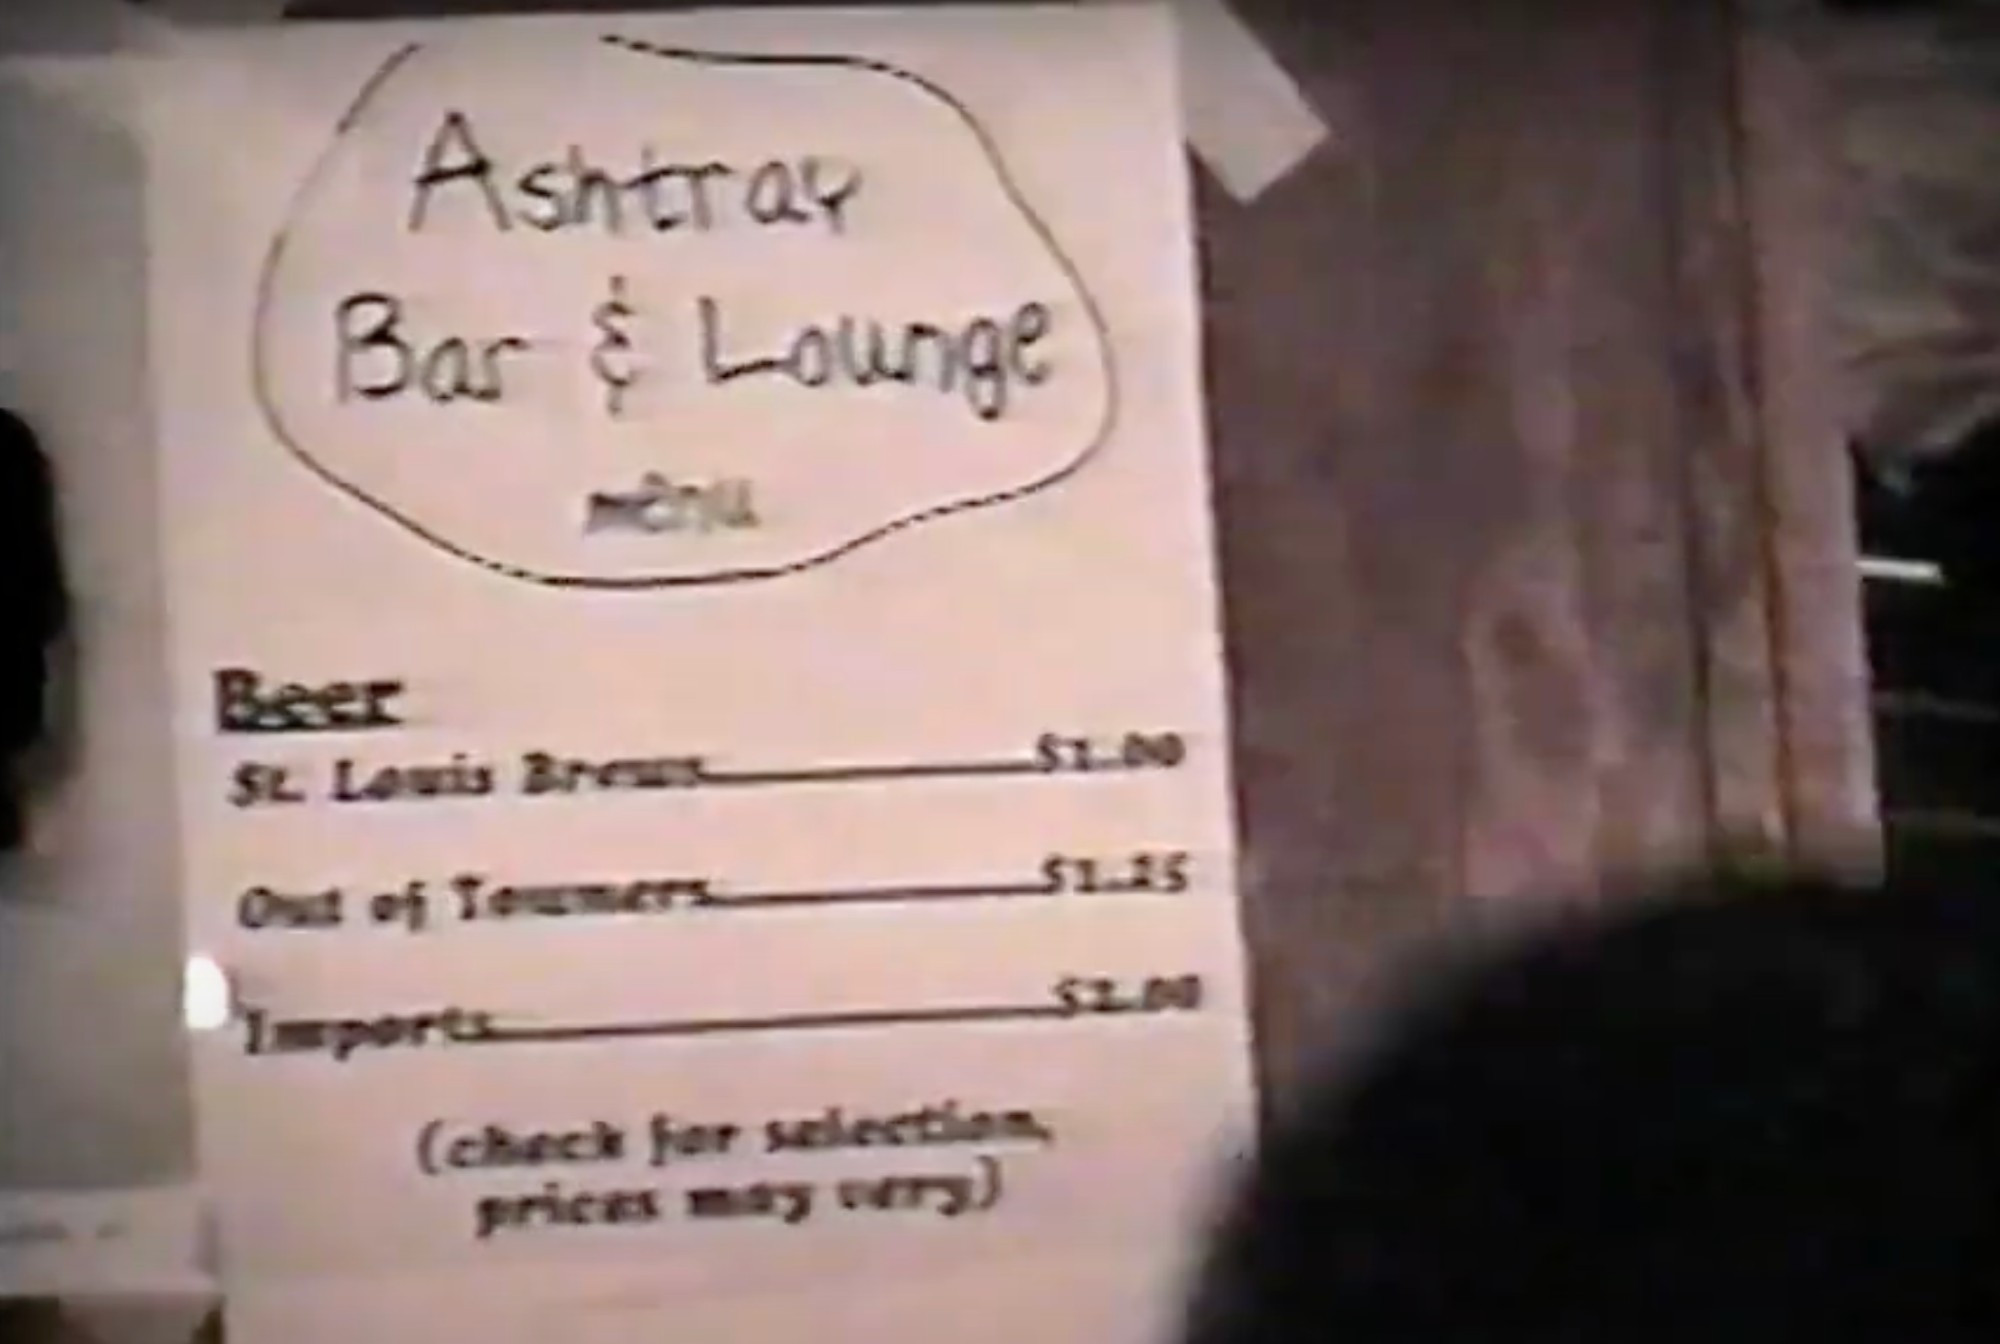 Ashtray
Bar & Lounge
menu
Beer
St. Louis Brews $1.00
Out of Towners $1.25
Imports $2.00
(check for selection,
prices may very)